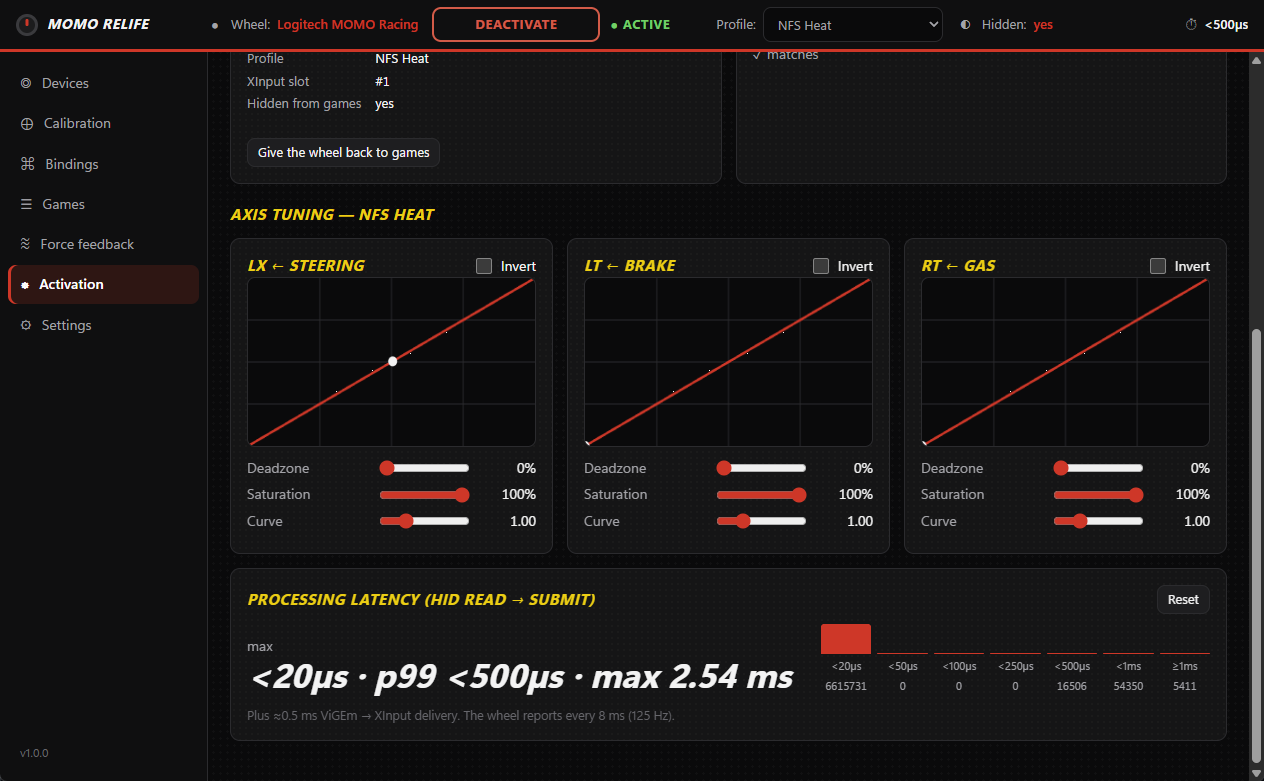 MOMO RELIFE
Wheel: Logitech MOMO Racing
DEACTIVATE
ACTIVE
Profile: NFS Heat
Hidden: yes
<500µs
Devices
Calibration
Bindings
Games
Force feedback
Activation
Settings
v1.0.0
Profile NFS Heat
XInput slot #1
Hidden from games yes
Give the wheel back to games
✓ matches
AXIS TUNING — NFS HEAT
LX ← STEERING
Invert
Deadzone 0%
Saturation 100%
Curve 1.00
LT ← BRAKE
Invert
Deadzone 0%
Saturation 100%
Curve 1.00
RT ← GAS
Invert
Deadzone 0%
Saturation 100%
Curve 1.00
PROCESSING LATENCY (HID READ → SUBMIT)
Reset
max
<20µs · p99 <500µs · max 2.54 ms
<20µs <50µs <100µs <250µs <500µs <1ms ≥1ms
6615731 0 0 0 16506 54350 5411
Plus ≈0.5 ms ViGEm → XInput delivery. The wheel reports every 8 ms (125 Hz).